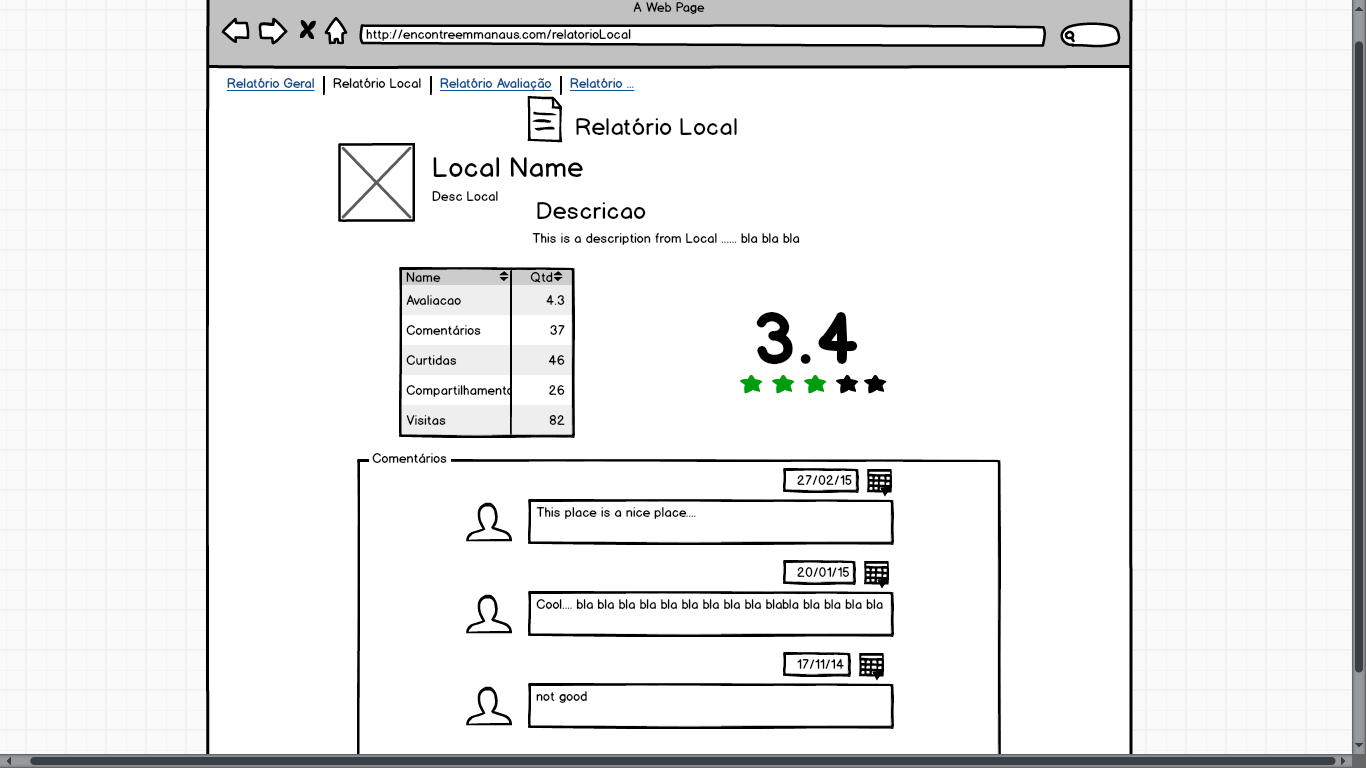 A Web Page
http://encontreemmanaus.com/relatorioLocal
Relatório Geral Relatório Local Relatório Avaliação Relatório ...
Relatório Local
Local Name
Desc Local
Descricao
This is a description from Local ...... bla bla bla
Name Qtd
Avaliacao 4.3
Comentários 37
Curtidas 46
Compartilhamento 26
Visitas 82
3.4
Comentários
27/02/15
This place is a nice place....
20/01/15
Cool.... bla bla bla bla bla bla bla bla bla blabla bla bla bla bla
17/11/14
not good